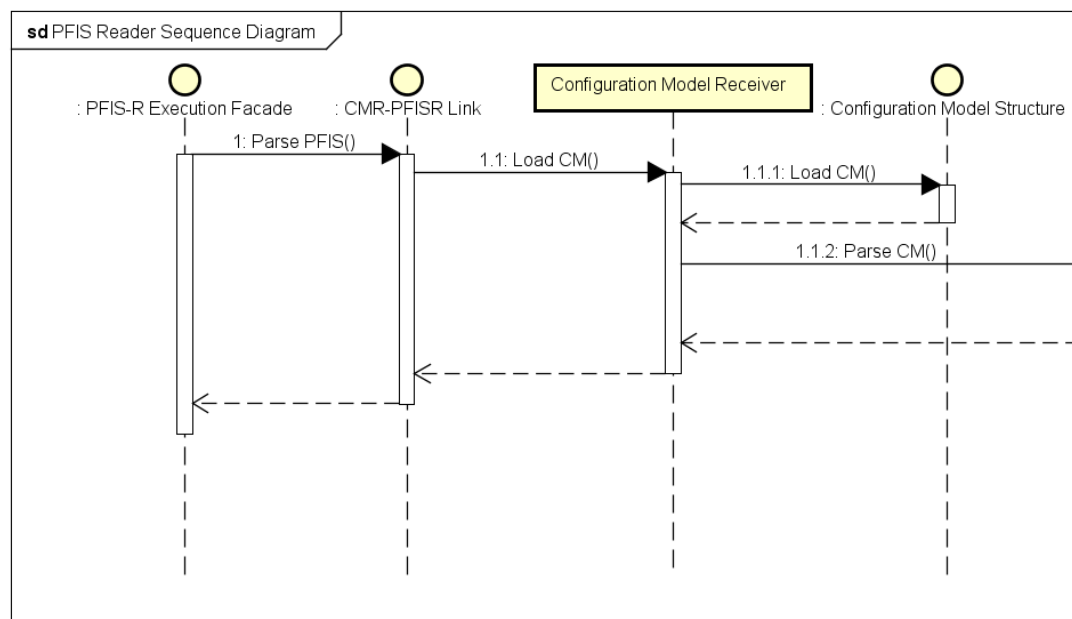 sd PFIS Reader Sequence Diagram
Configuration Model Receiver
: PFIS-R Execution Facade
: CMR-PFISR Link
: Configuration Model Structure
1: Parse PFIS()
1.1: Load CM()
1.1.1: Load CM()
1.1.2: Parse CM()